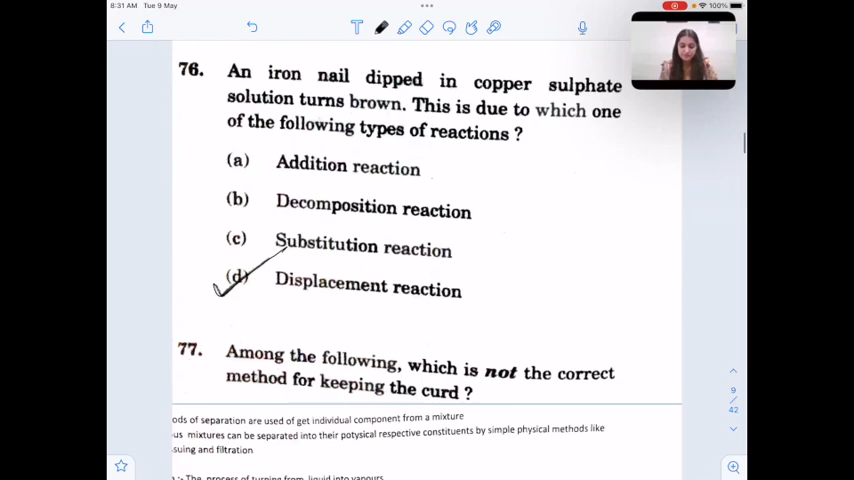 8:31 AM Tue 9 May
100%
76. An iron nail dipped in copper sulphate
solution turns brown. This is due to which one
of the following types of reactions ?
(a) Addition reaction
(b) Decomposition reaction
(c) Substitution reaction
(d) Displacement reaction
77. Among the following, which is not the correct
method for keeping the curd ?
9
/
42
ods of separation are used of get individual component from a mixture
us mixtures can be separated into their potysical respective constituents by simple physical methods like
suing and filtration
:- The process of turning from liquid into vapours